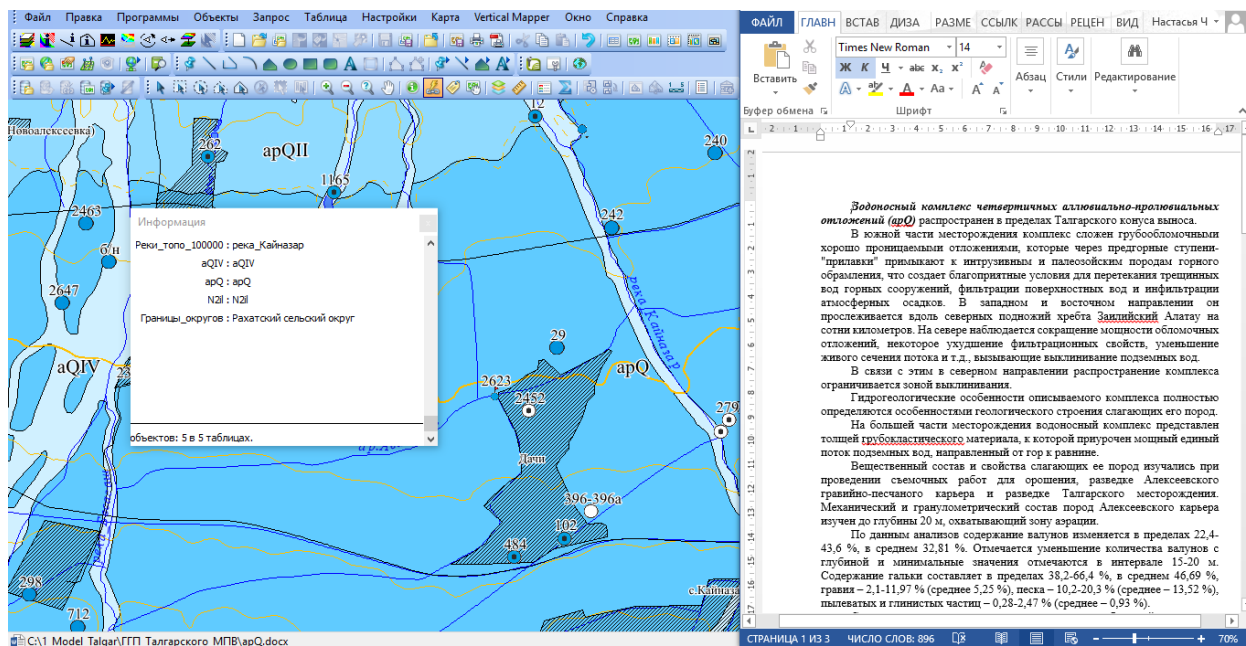 Файл Правка Программы Объекты Запрос Таблица Настройки Карта Vertical Mapper Окно Справка
Новоалексеевка)
262
apQII
12
240
1165
2463
242
б/н
2647
29
река Кайназар
aQIV
apQ
2623
2452
279
Дачи
396-396а
102
484
298
712
с.Каиназа
Информация
Реки_топо_100000 : река_Кайназар
aQIV : aQIV
apQ : apQ
N2il : N2il
Границы_округов : Рахатский сельский округ
объектов: 5 в 5 таблицах.
C:\1 Model Talgar\ГГП Талгарского МПВ\apQ.docx
ФАЙЛ ГЛАВН ВСТАВ ДИЗА РАЗМЕ ССЫЛК РАССЫ РЕЦЕН ВИД Настасья Ч
Times New Roman 14
Ж К Ч abc x₂ x²
Вставить
Абзац Стили Редактирование
Буфер обмена Шрифт
Водоносный комплекс четвертичных аллювиально-пролювиальных
отложений (apQ) распространен в пределах Талгарского конуса выноса.
В южной части месторождения комплекс сложен грубообломочными
хорошо проницаемыми отложениями, которые через предгорные ступени-
"прилавки" примыкают к интрузивным и палеозойским породам горного
обрамления, что создает благоприятные условия для перетекания трещинных
вод горных сооружений, фильтрации поверхностных вод и инфильтрации
атмосферных осадков. В западном и восточном направлении он
прослеживается вдоль северных подножий хребта Заилийский Алатау на
сотни километров. На севере наблюдается сокращение мощности обломочных
отложений, некоторое ухудшение фильтрационных свойств, уменьшение
живого сечения потока и т.д., вызывающие выклинивание подземных вод.
В связи с этим в северном направлении распространение комплекса
ограничивается зоной выклинивания.
Гидрогеологические особенности описываемого комплекса полностью
определяются особенностями геологического строения слагающих его пород.
На большей части месторождения водоносный комплекс представлен
толщей грубокластического материала, к которой приурочен мощный единый
поток подземных вод, направленный от гор к равнине.
Вещественный состав и свойства слагающих ее пород изучались при
проведении съемочных работ для орошения, разведке Алексеевского
гравийно-песчаного карьера и разведке Талгарского месторождения.
Механический и гранулометрический состав пород Алексеевского карьера
изучен до глубины 20 м, охватывающий зону аэрации.
По данным анализов содержание валунов изменяется в пределах 22,4-
43,6 %, в среднем 32,81 %. Отмечается уменьшение количества валунов с
глубиной и минимальные значения отмечаются в интервале 15-20 м.
Содержание гальки составляет в пределах 38,2-66,4 %, в среднем 46,69 %,
гравия – 2,1-11,97 % (среднее 5,25 %), песка – 10,2-20,3 % (среднее – 13,52 %),
пылеватых и глинистых частиц – 0,28-2,47 % (среднее – 0,93 %).
СТРАНИЦА 1 ИЗ 3 ЧИСЛО СЛОВ: 896 70%